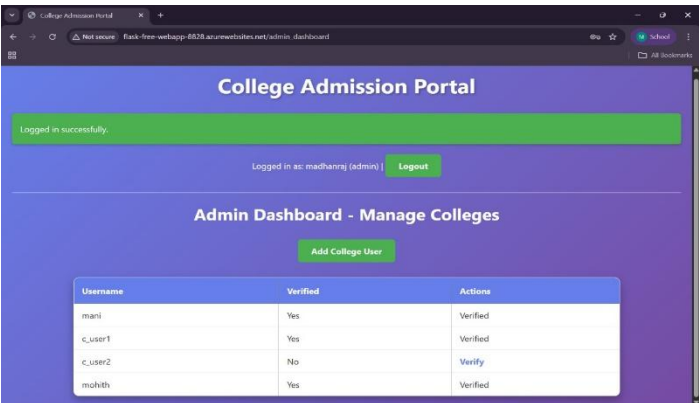 College Admission Portal
Not secure flask-free-webapp-8828.azurewebsites.net/admin_dashboard School
All Bookmarks
College Admission Portal
Logged in successfully.
Logged in as: madhanraj (admin) | Logout
Admin Dashboard - Manage Colleges
Add College User
Username Verified Actions
mani Yes Verified
c_user1 Yes Verified
c_user2 No Verify
mohith Yes Verified